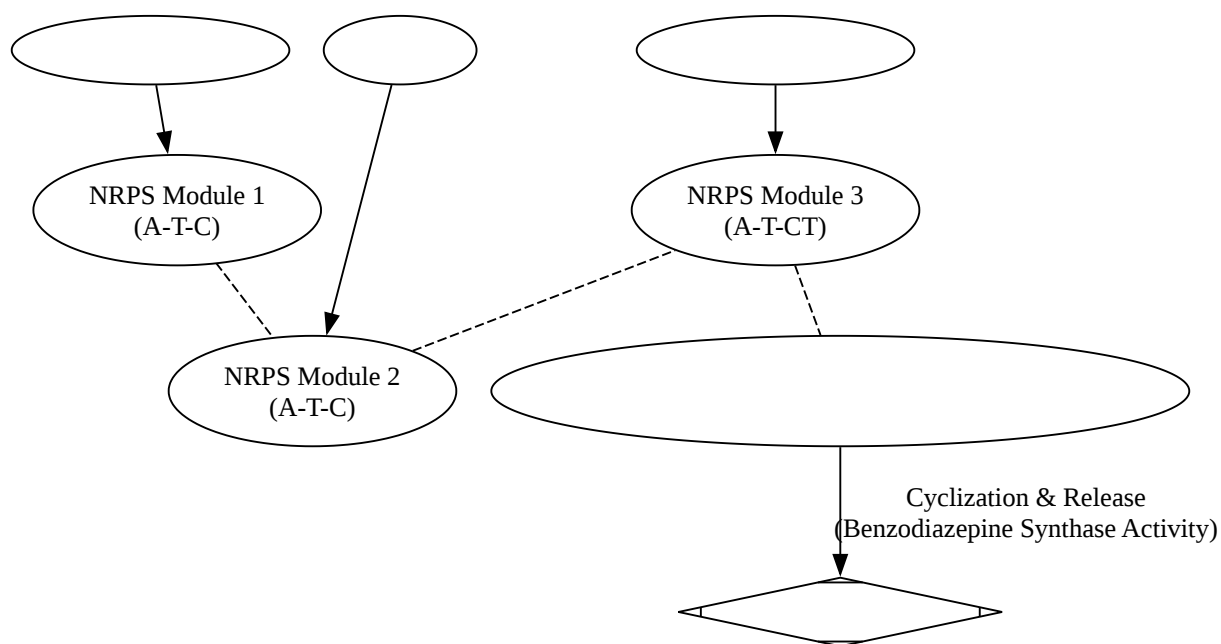 NRPS Module 1
(A-T-C)
NRPS Module 3
(A-T-CT)
NRPS Module 2
(A-T-C)
Cyclization & Release
(Benzodiazepine Synthase Activity)